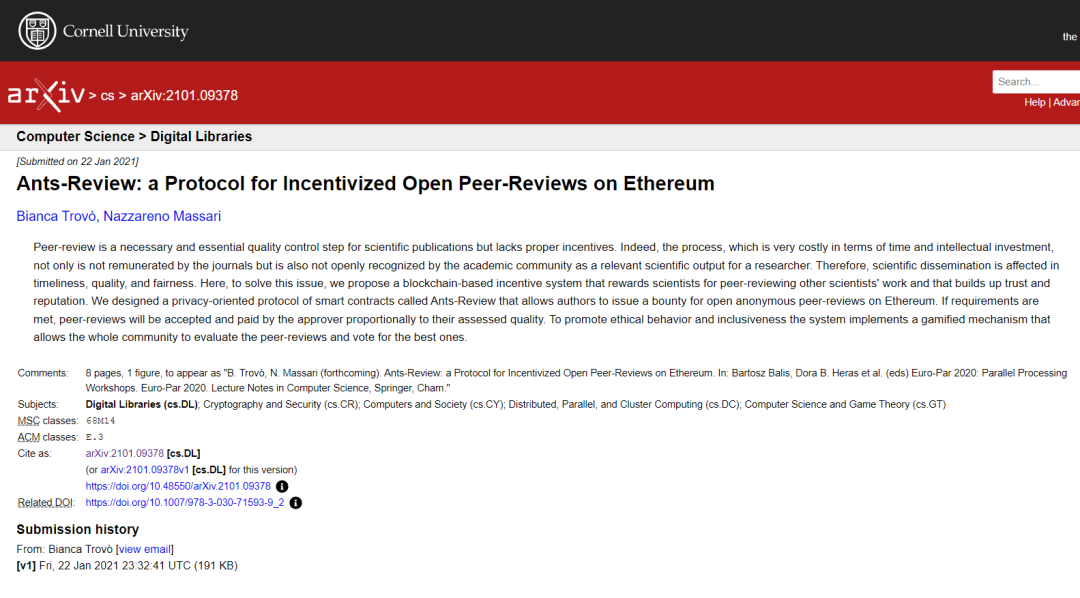 Cornell University
the
arXiv > cs > arXiv:2101.09378
Search...
Help | Advan
Computer Science > Digital Libraries
[Submitted on 22 Jan 2021]
Ants-Review: a Protocol for Incentivized Open Peer-Reviews on Ethereum
Bianca Trovò, Nazzareno Massari
Peer-review is a necessary and essential quality control step for scientific publications but lacks proper incentives. Indeed, the process, which is very costly in terms of time and intellectual investment,
not only is not remunerated by the journals but is also not openly recognized by the academic community as a relevant scientific output for a researcher. Therefore, scientific dissemination is affected in
timeliness, quality, and fairness. Here, to solve this issue, we propose a blockchain-based incentive system that rewards scientists for peer-reviewing other scientists' work and that builds up trust and
reputation. We designed a privacy-oriented protocol of smart contracts called Ants-Review that allows authors to issue a bounty for open anonymous peer-reviews on Ethereum. If requirements are
met, peer-reviews will be accepted and paid by the approver proportionally to their assessed quality. To promote ethical behavior and inclusiveness the system implements a gamified mechanism that
allows the whole community to evaluate the peer-reviews and vote for the best ones.
Comments: 8 pages, 1 figure, to appear as "B. Trovò, N. Massari (forthcoming). Ants-Review: a Protocol for Incentivized Open Peer-Reviews on Ethereum. In: Bartosz Balis, Dora B. Heras et al. (eds) Euro-Par 2020: Parallel Processing
Workshops. Euro-Par 2020. Lecture Notes in Computer Science, Springer, Cham."
Subjects: Digital Libraries (cs.DL); Cryptography and Security (cs.CR); Computers and Society (cs.CY); Distributed, Parallel, and Cluster Computing (cs.DC); Computer Science and Game Theory (cs.GT)
MSC classes: 68M14
ACM classes: E.3
Cite as: arXiv:2101.09378 [cs.DL]
(or arXiv:2101.09378v1 [cs.DL] for this version)
https://doi.org/10.48550/arXiv.2101.09378
Related DOI: https://doi.org/10.1007/978-3-030-71593-9_2
Submission history
From: Bianca Trovò [view email]
[v1] Fri, 22 Jan 2021 23:32:41 UTC (191 KB)